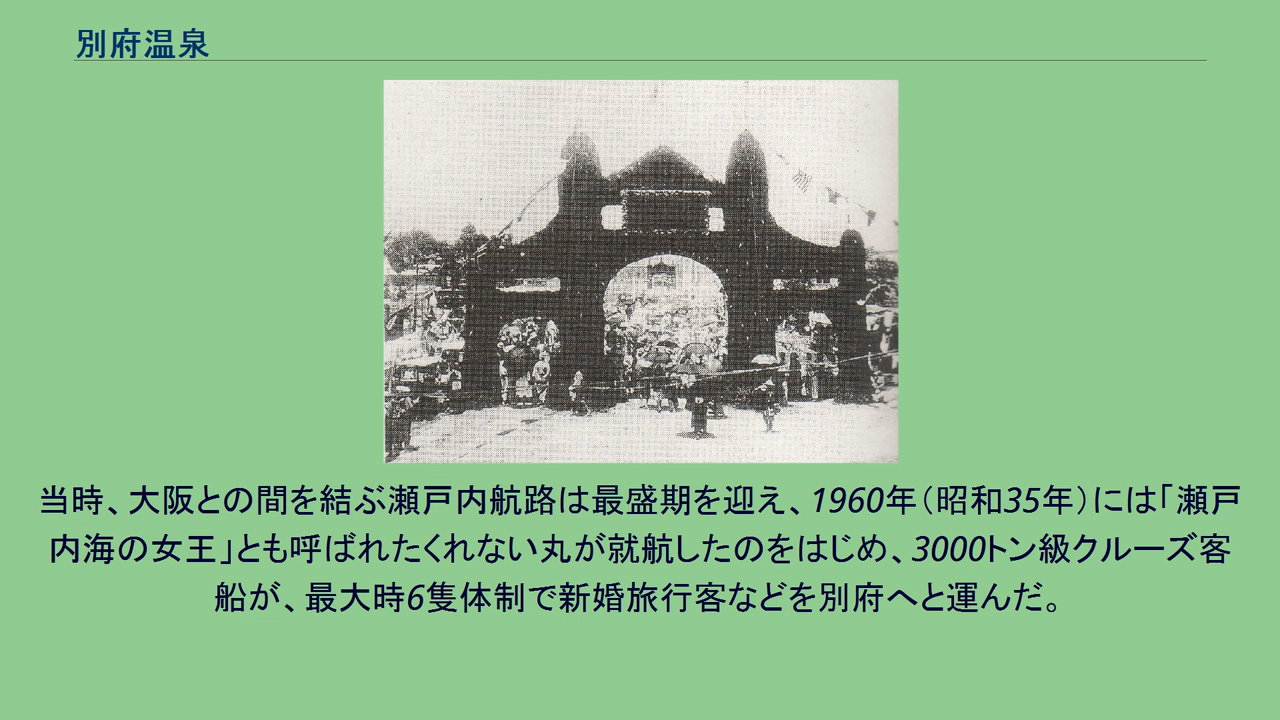 別府温泉
当時、大阪との間を結ぶ瀬戸内航路は最盛期を迎え、1960年（昭和35年）には「瀬戸
内海の女王」とも呼ばれたくれない丸が就航したのをはじめ、3000トン級クルーズ客
船が、最大時6隻体制で新婚旅行客などを別府へと運んだ。